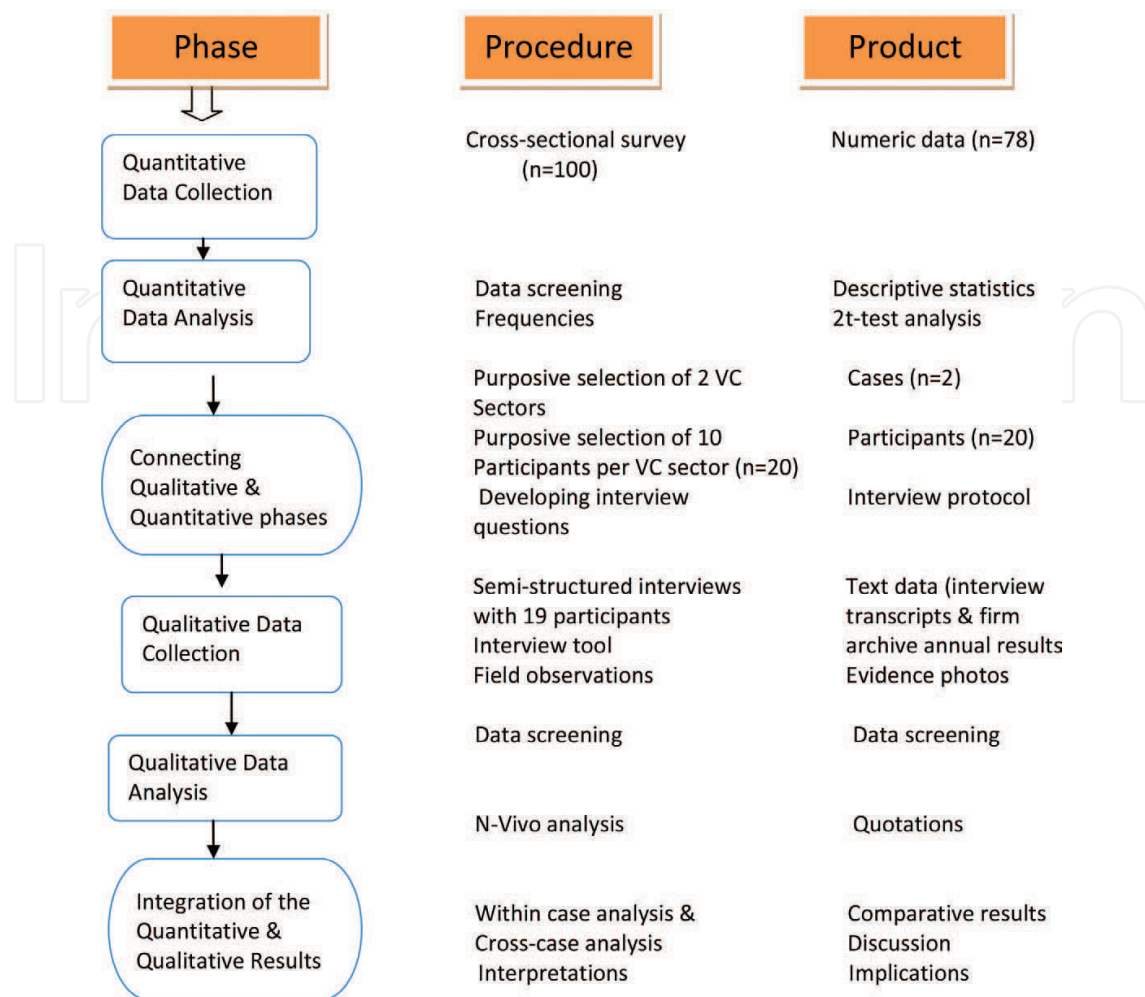 Phase
Procedure
Product
Quantitative
Data Collection
Cross-sectional survey
(n=100)
Numeric data (n=78)
Quantitative
Data Analysis
Data screening
Frequencies
Descriptive statistics
2t-test analysis
Connecting
Qualitative &
Quantitative phases
Purposive selection of 2 VC
Sectors
Purposive selection of 10
Participants per VC sector (n=20)
Developing interview
questions
Cases (n=2)
Participants (n=20)
Interview protocol
Qualitative Data
Collection
Semi-structured interviews
with 19 participants
Interview tool
Field observations
Text data (interview
transcripts & firm
archive annual results
Evidence photos
Qualitative Data
Analysis
Data screening
N-Vivo analysis
Data screening
Quotations
Integration of the
Quantitative &
Qualitative Results
Within case analysis &
Cross-case analysis
Interpretations
Comparative results
Discussion
Implications